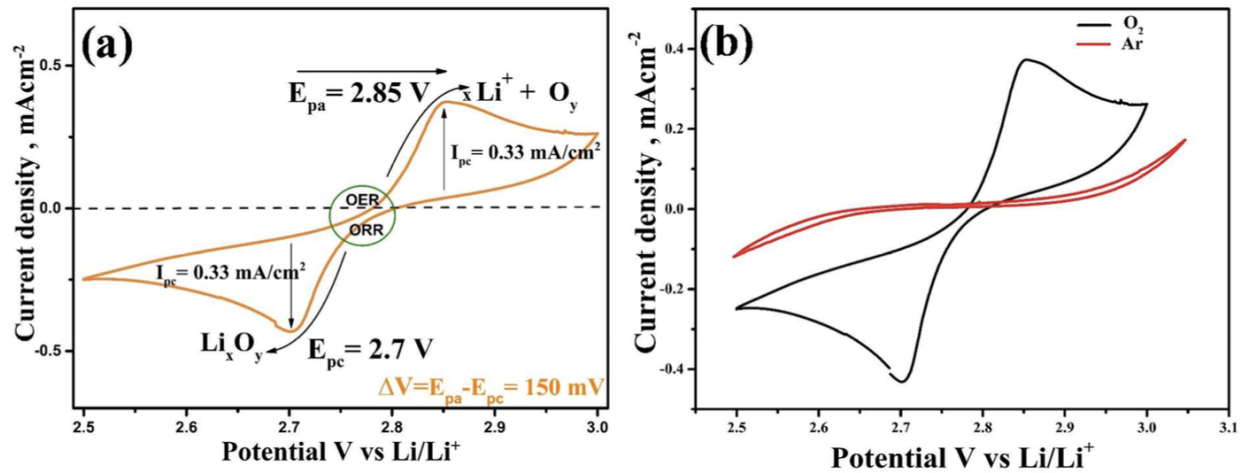 (a)
E_pa = 2.85 V
xLi⁺ + O_y
I_pc = 0.33 mA/cm²
OER
ORR
I_pc = 0.33 mA/cm²
Li_xO_y
E_pc = 2.7 V
ΔV=E_pa-E_pc= 150 mV
Current density , mAcm⁻²
0.5
0.0
-0.5
2.5 2.6 2.7 2.8 2.9 3.0
Potential V vs Li/Li⁺
(b)
O₂
Ar
Current density , mAcm⁻²
0.4
0.2
0.0
-0.2
-0.4
2.5 2.6 2.7 2.8 2.9 3.0 3.1
Potential V vs Li/Li⁺